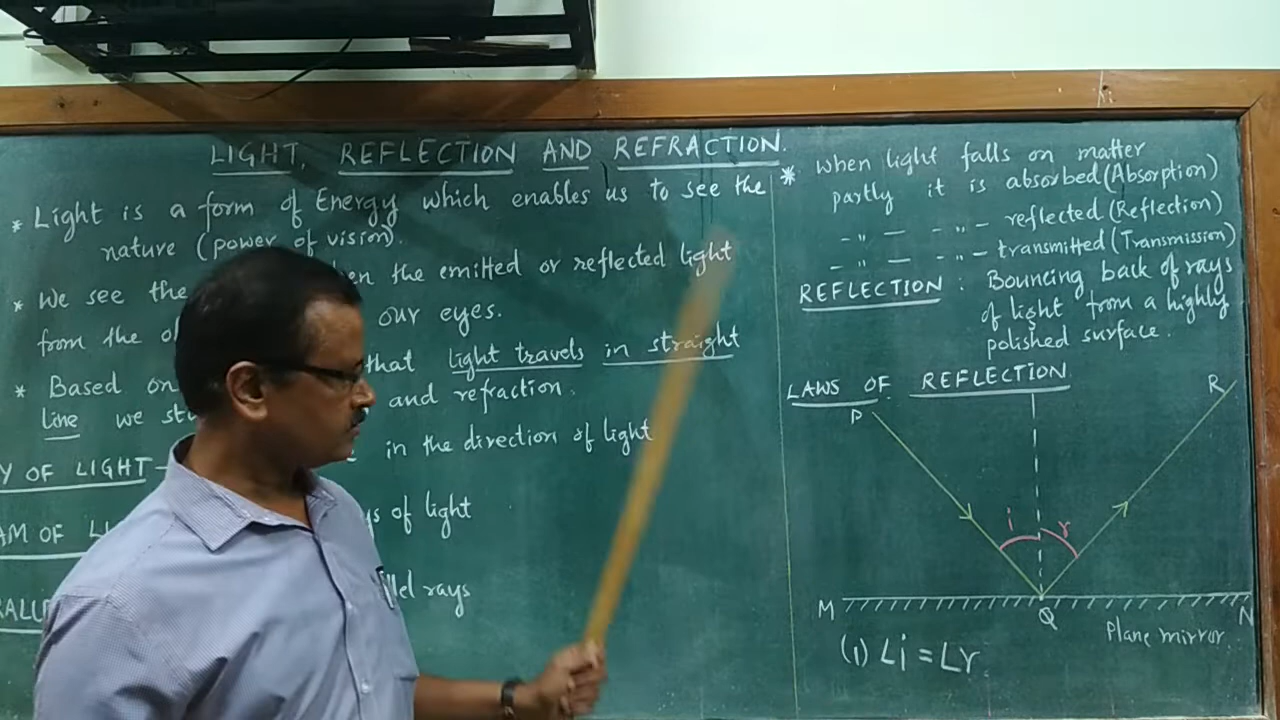 LIGHT, REFLECTION AND REFRACTION.
* Light is a form of Energy which enables us to see the
nature (power of vision).
* We see the en the emitted or reflected light
from the o our eyes.
* Based on that light travels in straight
line we st and refraction.
Y OF LIGHT- in the direction of light
AM OF L s of light
RALL llel rays
* when light falls on matter
partly it is absorbed (Absorption)
-"- -"- reflected (Reflection)
-"- -"- transmitted (Transmission)
REFLECTION : Bouncing back of rays
of light from a highly
polished surface.
LAWS OF REFLECTION
P R
i r
M Q N
Plane mirror
(1) ∠i = ∠r.